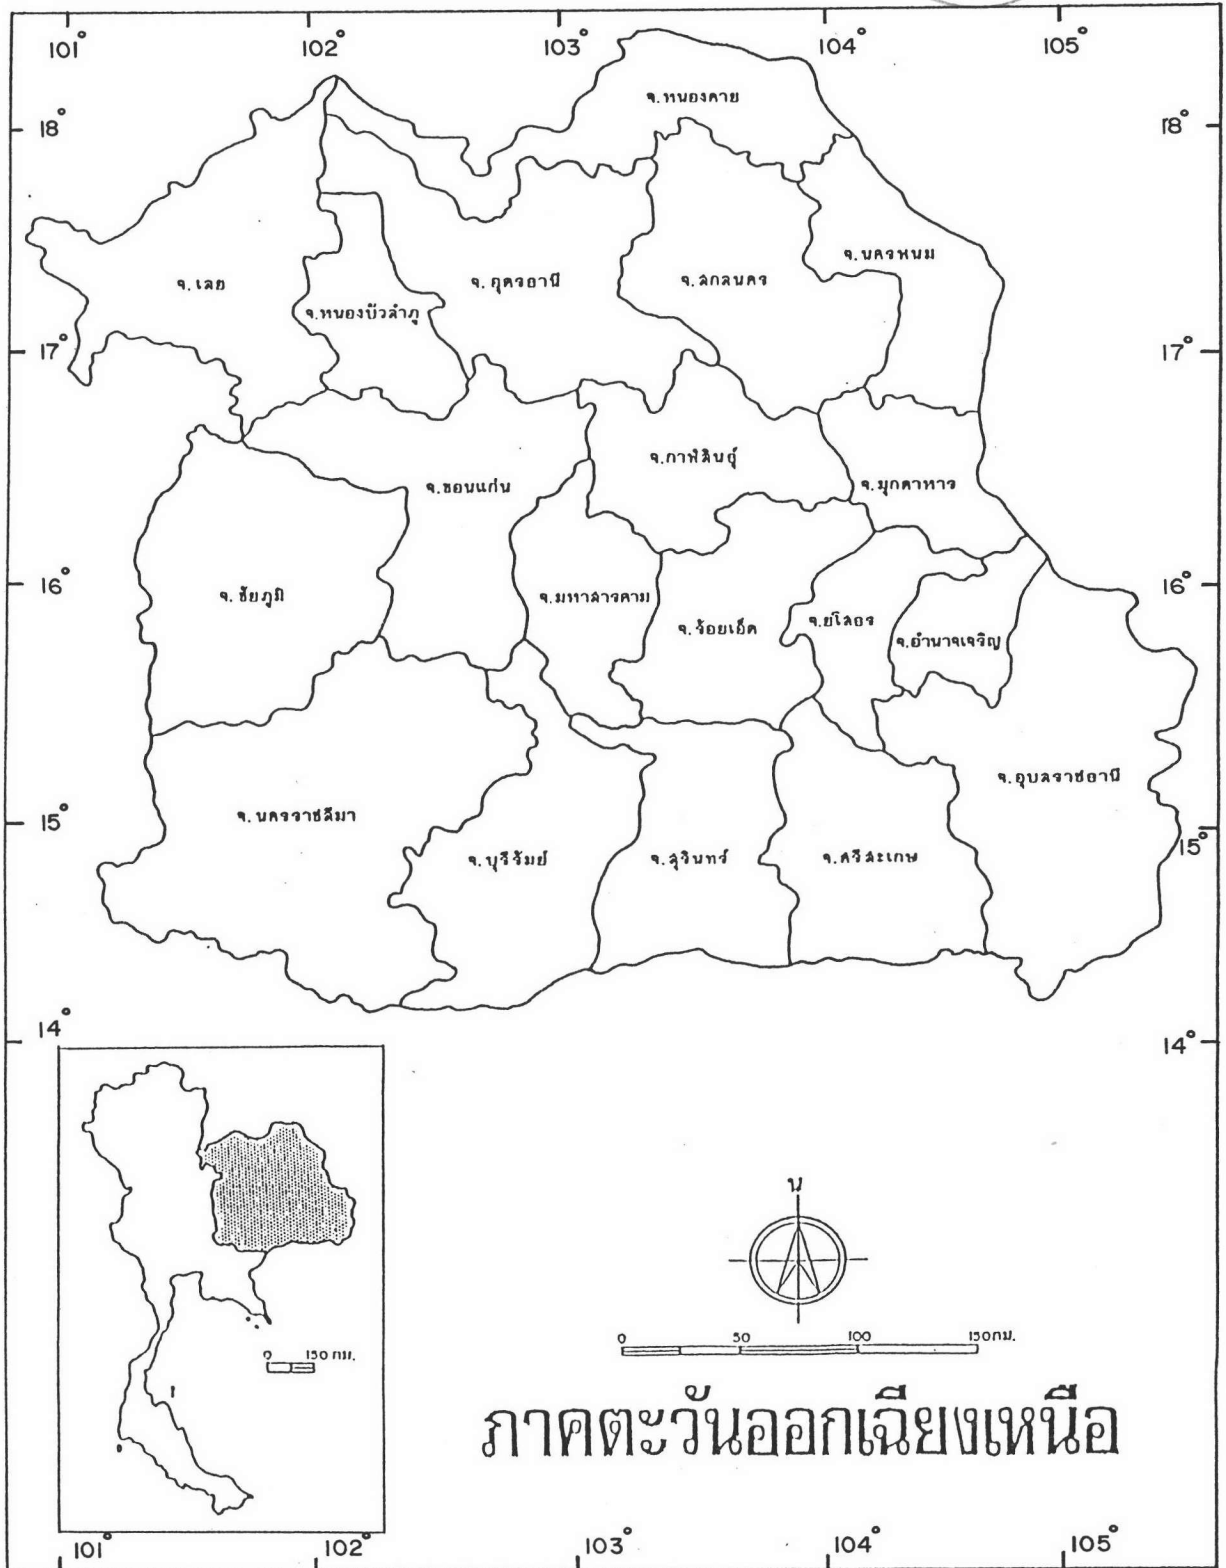 101° 102° 103° 104° 105°
จ.หนองคาย
18° 18°
จ.นครพนม
จ.เลย จ.อุดรธานี จ.สกลนคร
จ.หนองบัวลำภู
17° 17°
จ.กาฬสินธุ์
จ.ขอนแก่น จ.มุกดาหาร
16° 16°
จ.ชัยภูมิ จ.มหาสารคาม
จ.ร้อยเอ็ด จ.ยโสธร
จ.อำนาจเจริญ
จ.อุบลราชธานี
15° จ.นครราชสีมา
15°
จ.บุรีรัมย์ จ.สุรินทร์ จ.ศรีสะเกษ
14° 14°
น
0 50 100 150 กม.
0 150 กม.
ภาคตะวันออกเฉียงเหนือ
101° 102° 103° 104° 105°